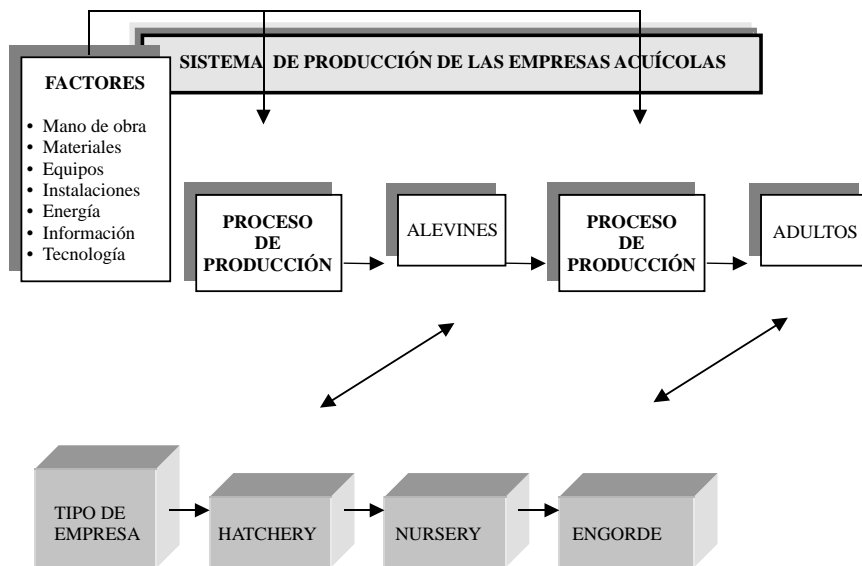 SISTEMA DE PRODUCCIÓN DE LAS EMPRESAS ACUÍCOLAS
FACTORES
• Mano de obra
• Materiales
• Equipos
• Instalaciones
• Energía
• Información
• Tecnología
PROCESO
DE
PRODUCCIÓN
ALEVINES
PROCESO
DE
PRODUCCIÓN
ADULTOS
TIPO DE
EMPRESA
HATCHERY
NURSERY
ENGORDE